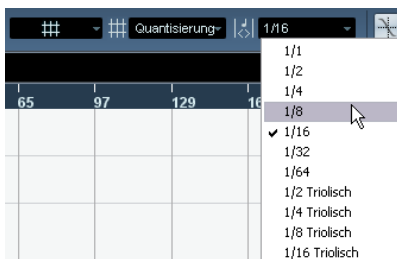 Quantisierung 1/16
1/1
1/2
1/4
65 97 129 16
1/8
1/16
1/32
1/64
1/2 Triolisch
1/4 Triolisch
1/8 Triolisch
1/16 Triolisch